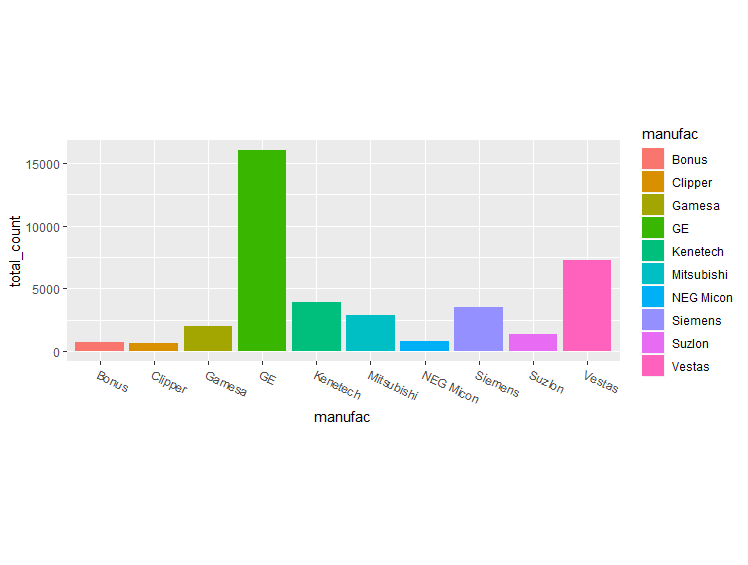 total_count
15000
10000
5000
0
Bonus
Clipper
Gamesa
GE
Kenetech
Mitsubishi
NEG Micon
Siemens
Suzlon
Vestas
manufac
manufac
Bonus
Clipper
Gamesa
GE
Kenetech
Mitsubishi
NEG Micon
Siemens
Suzlon
Vestas